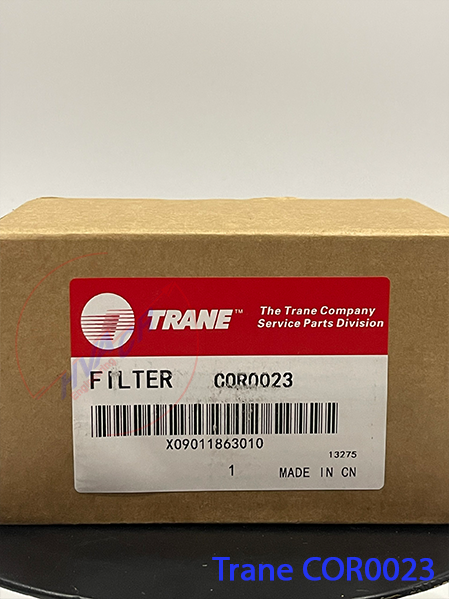 TRANE™
The Trane Company
Service Parts Division
FILTER COR0023
X09011863010
13275
1 MADE IN CN
Trane COR0023